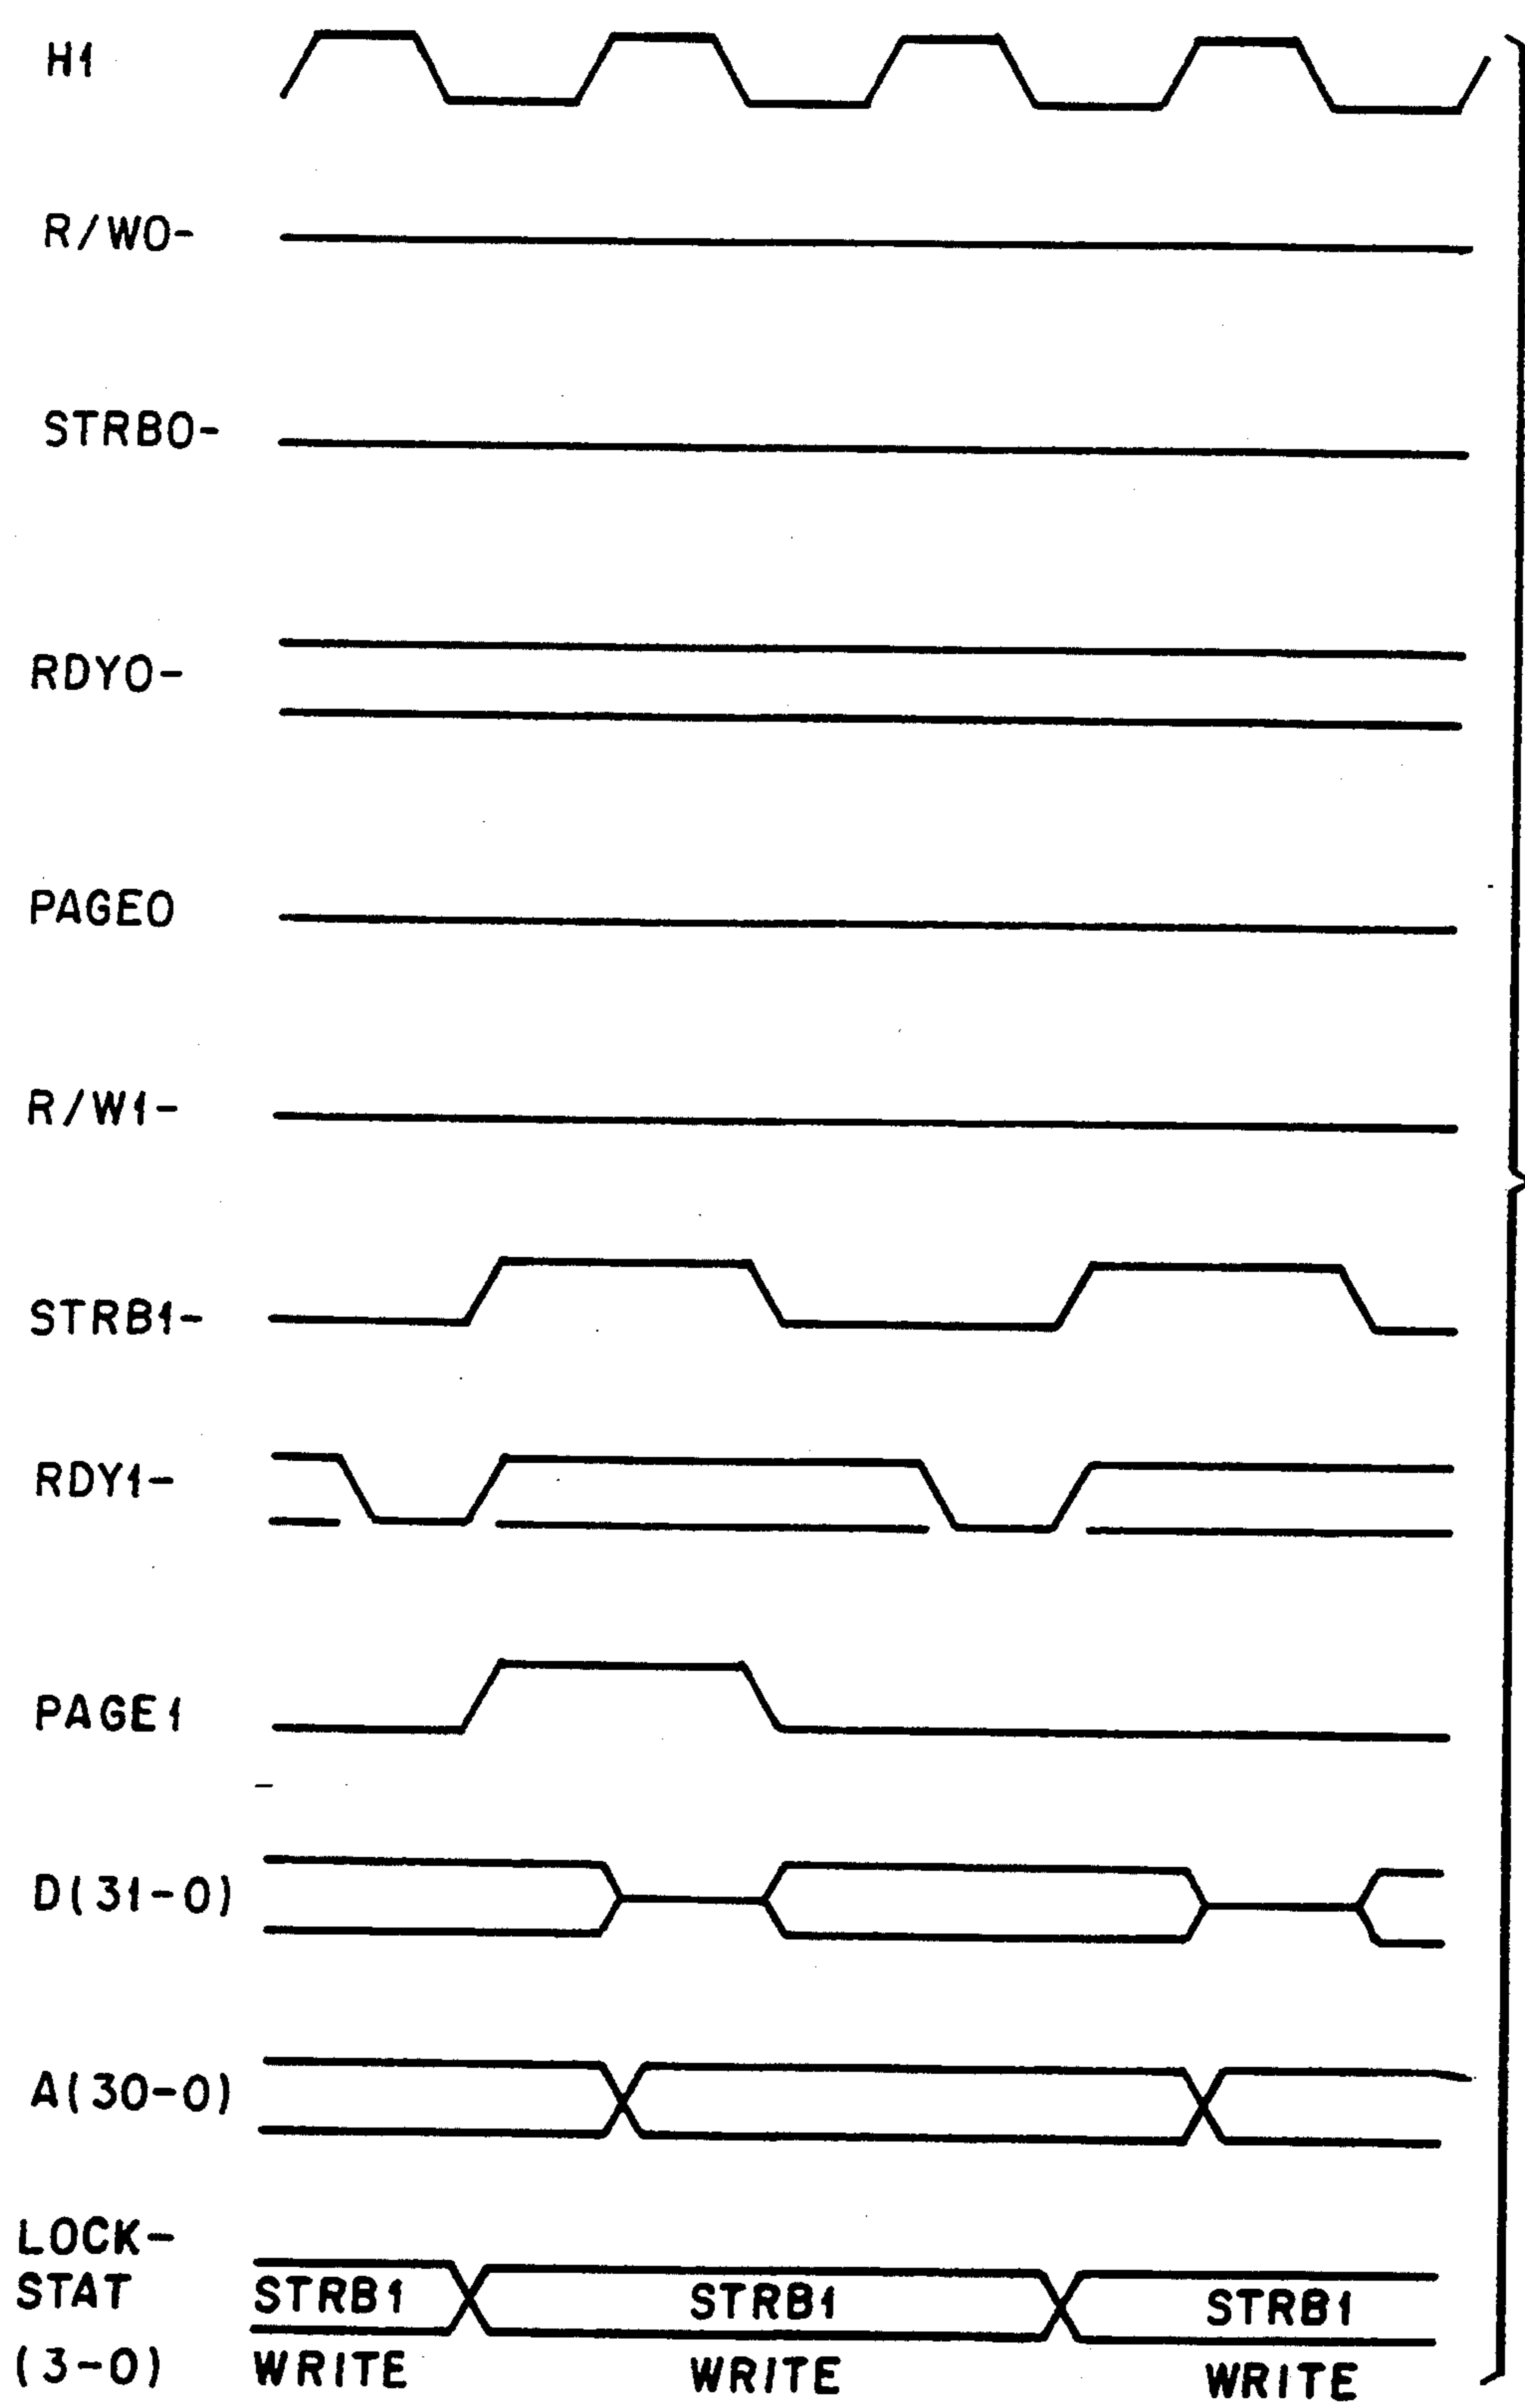 H1
R/W0-
STRB0-
RDY0-
PAGE0
R/W1-
STRB1-
RDY1-
PAGE1
D(31-0)
A(30-0)
LOCK-
STAT STRB1 STRB1 STRB1
(3-0) WRITE WRITE WRITE